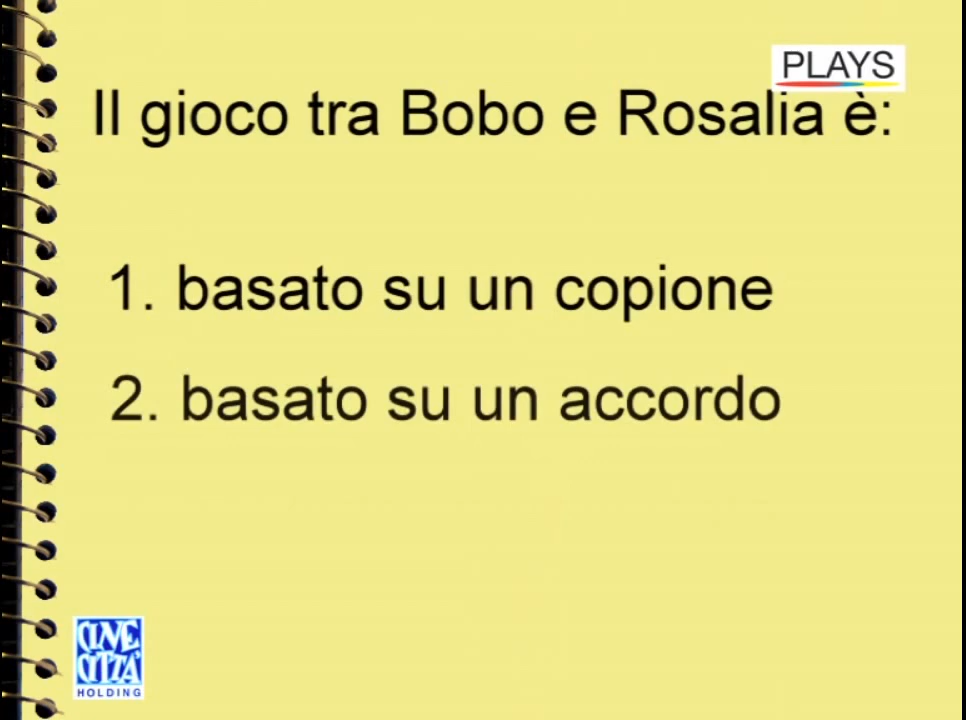 PLAYS
Il gioco tra Bobo e Rosalia è:
1. basato su un copione
2. basato su un accordo
CINE
CITTÀ
HOLDING